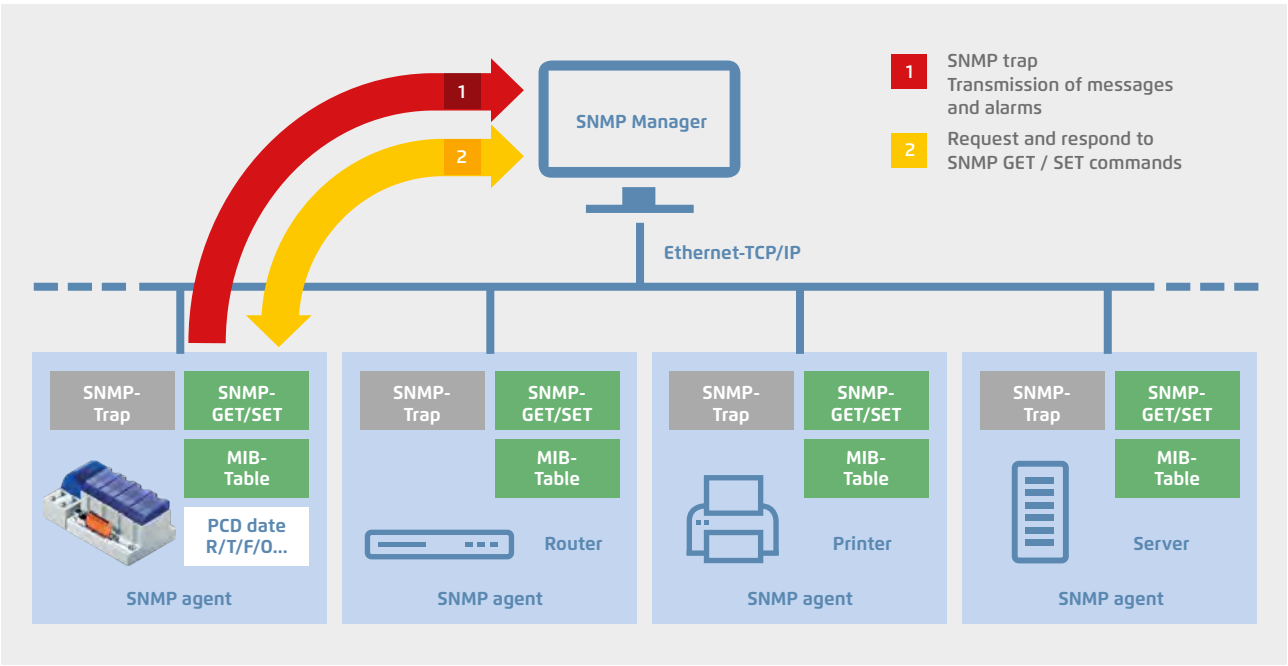 1
SNMP trap
Transmission of messages
and alarms
2
Request and respond to
SNMP GET / SET commands
1
2
SNMP Manager
Ethernet-TCP/IP
SNMP-
Trap
SNMP-
GET/SET
MIB-
Table
PCD date
R/T/F/O...
SNMP agent
SNMP-
Trap
SNMP-
GET/SET
MIB-
Table
Router
SNMP agent
SNMP-
Trap
SNMP-
GET/SET
MIB-
Table
Printer
SNMP agent
SNMP-
Trap
SNMP-
GET/SET
MIB-
Table
Server
SNMP agent